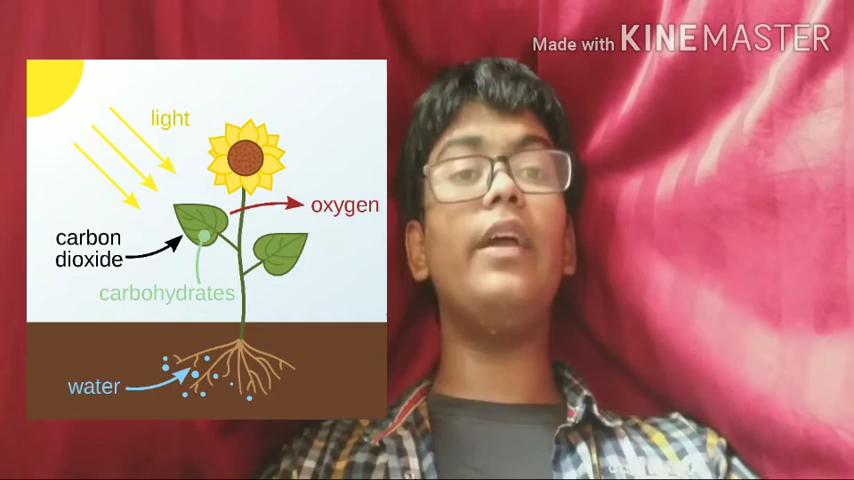 Made with KINEMASTER
light
oxygen
carbon
dioxide
carbohydrates
water